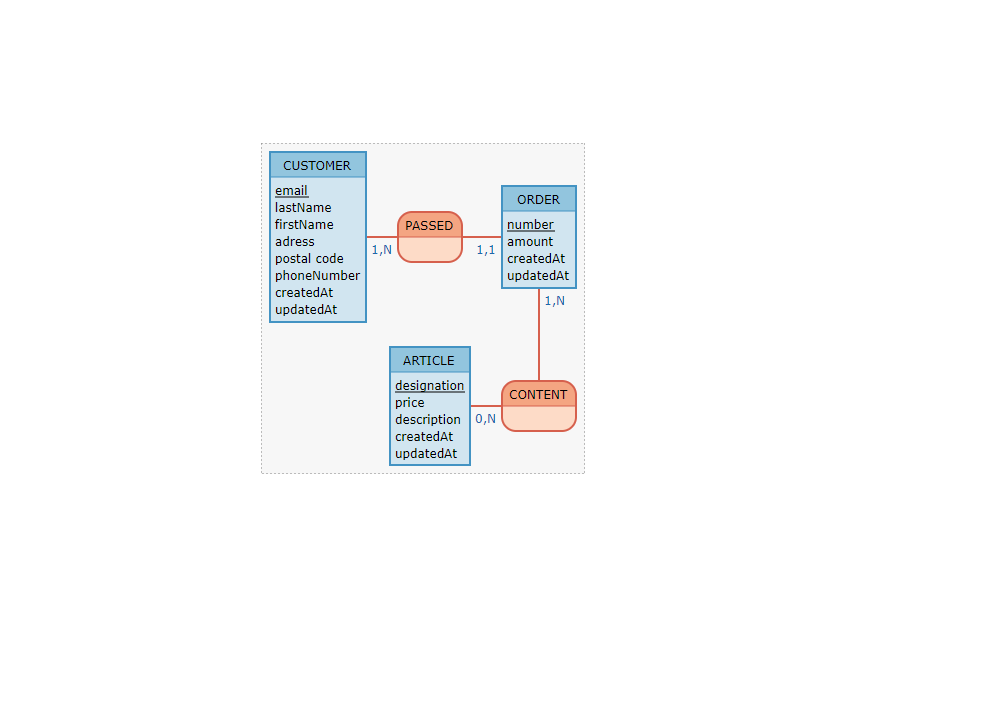 CUSTOMER
email
lastName
firstName
adress
postal code
phoneNumber
createdAt
updatedAt
1,N
PASSED
1,1
ORDER
number
amount
createdAt
updatedAt
1,N
ARTICLE
designation
price
description
createdAt
updatedAt
0,N
CONTENT